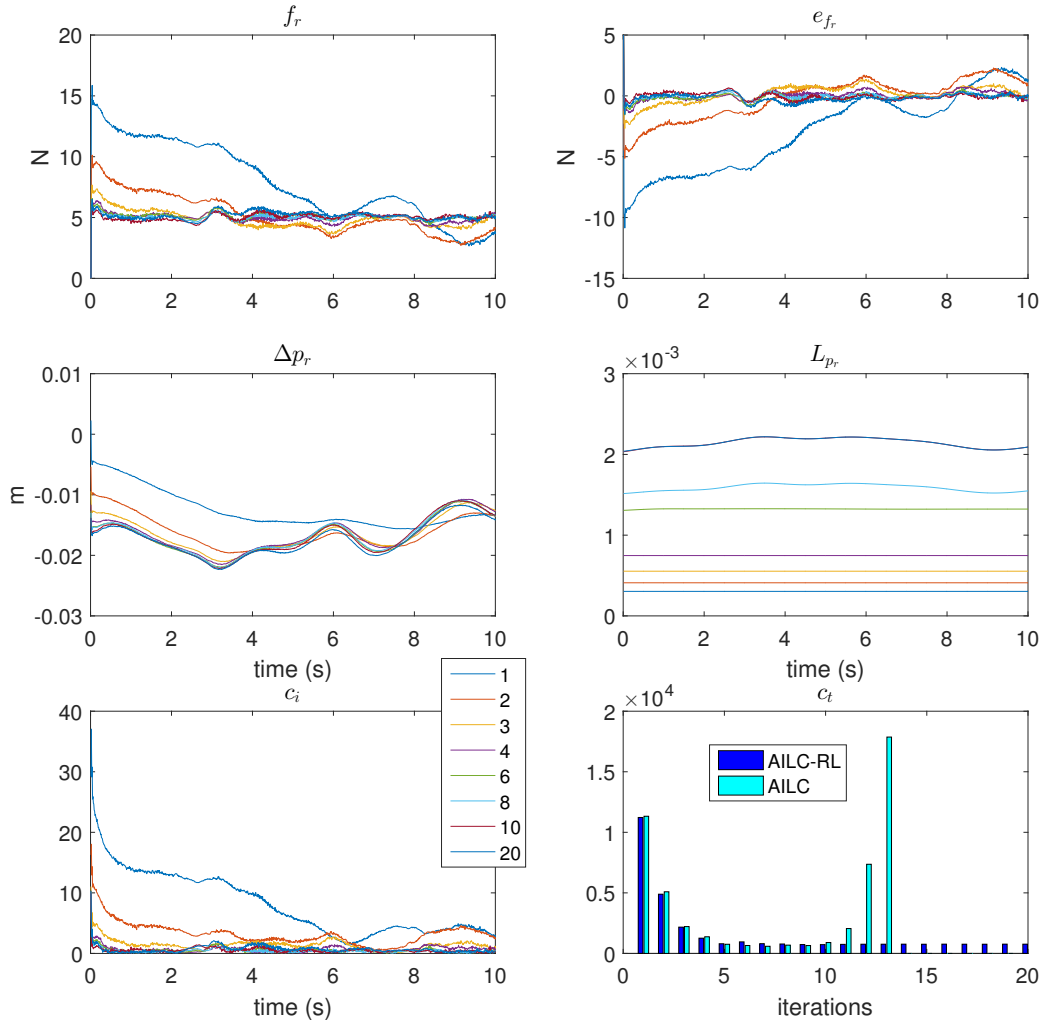 f_r
20
15
10
5
0
N
0 2 4 6 8 10
e_{f_r}
5
0
-5
-10
-15
N
0 2 4 6 8 10
Δp_r
0.01
0
-0.01
-0.02
-0.03
m
0 2 4 6 8 10
time (s)
L_{p_r}
×10^{-3}
3
2
1
0
0 2 4 6 8 10
time (s)
c_i
40
30
20
10
0
0 2 4 6 8 10
time (s)
1
2
3
4
6
8
10
20
c_t
×10^4
2
1.5
1
0.5
0
AILC-RL
AILC
0 5 10 15 20
iterations